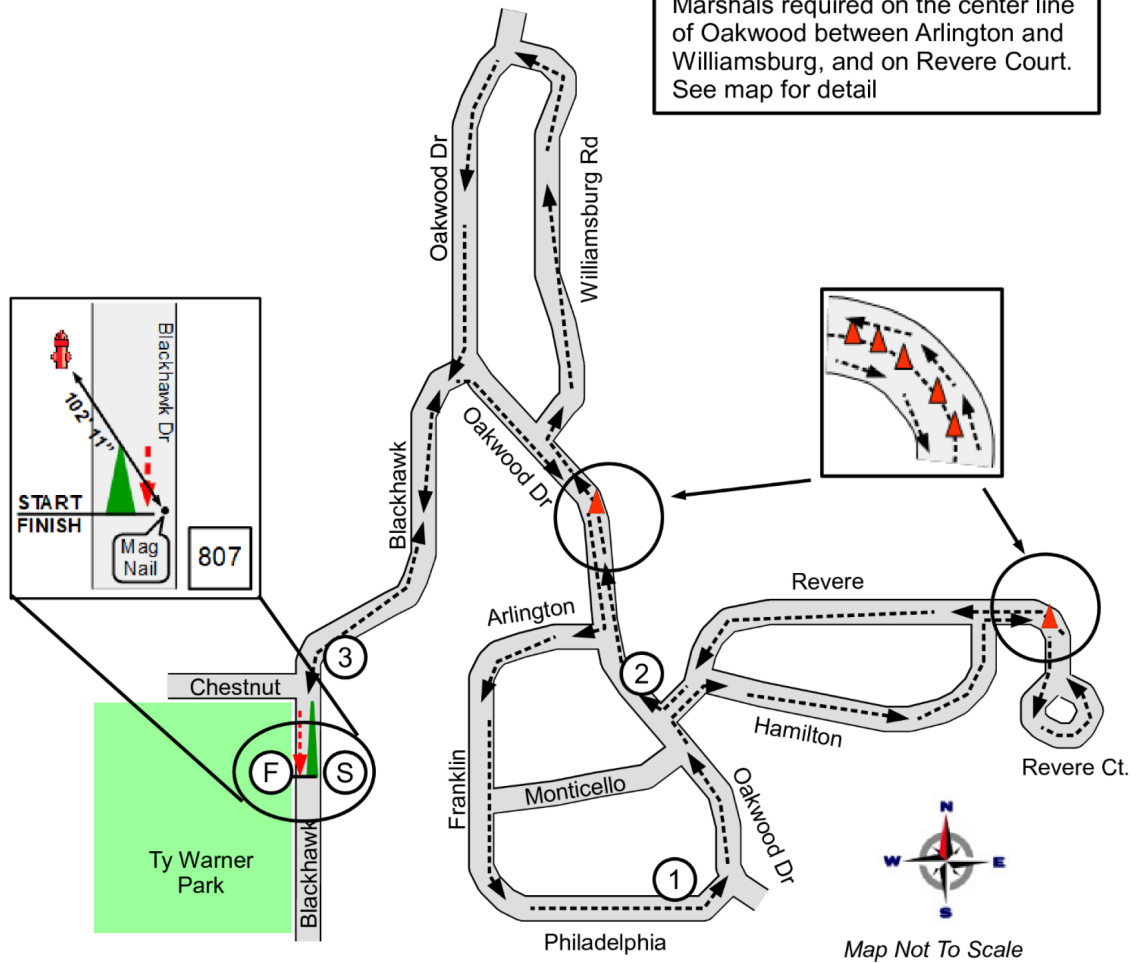 Marshals required on the center line
of Oakwood between Arlington and
Williamsburg, and on Revere Court.
See map for detail
Oakwood Dr
Williamsburg Rd
Blackhawk Dr
102' 11"
START
FINISH
Mag
Nail
807
Oakwood Dr
Blackhawk
Arlington
Revere
3
2
Chestnut
Hamilton
F
S
Franklin
Monticello
Oakwood Dr
Revere Ct.
Ty Warner
Park
Blackhawk
1
Philadelphia
N
W
E
S
Map Not To Scale